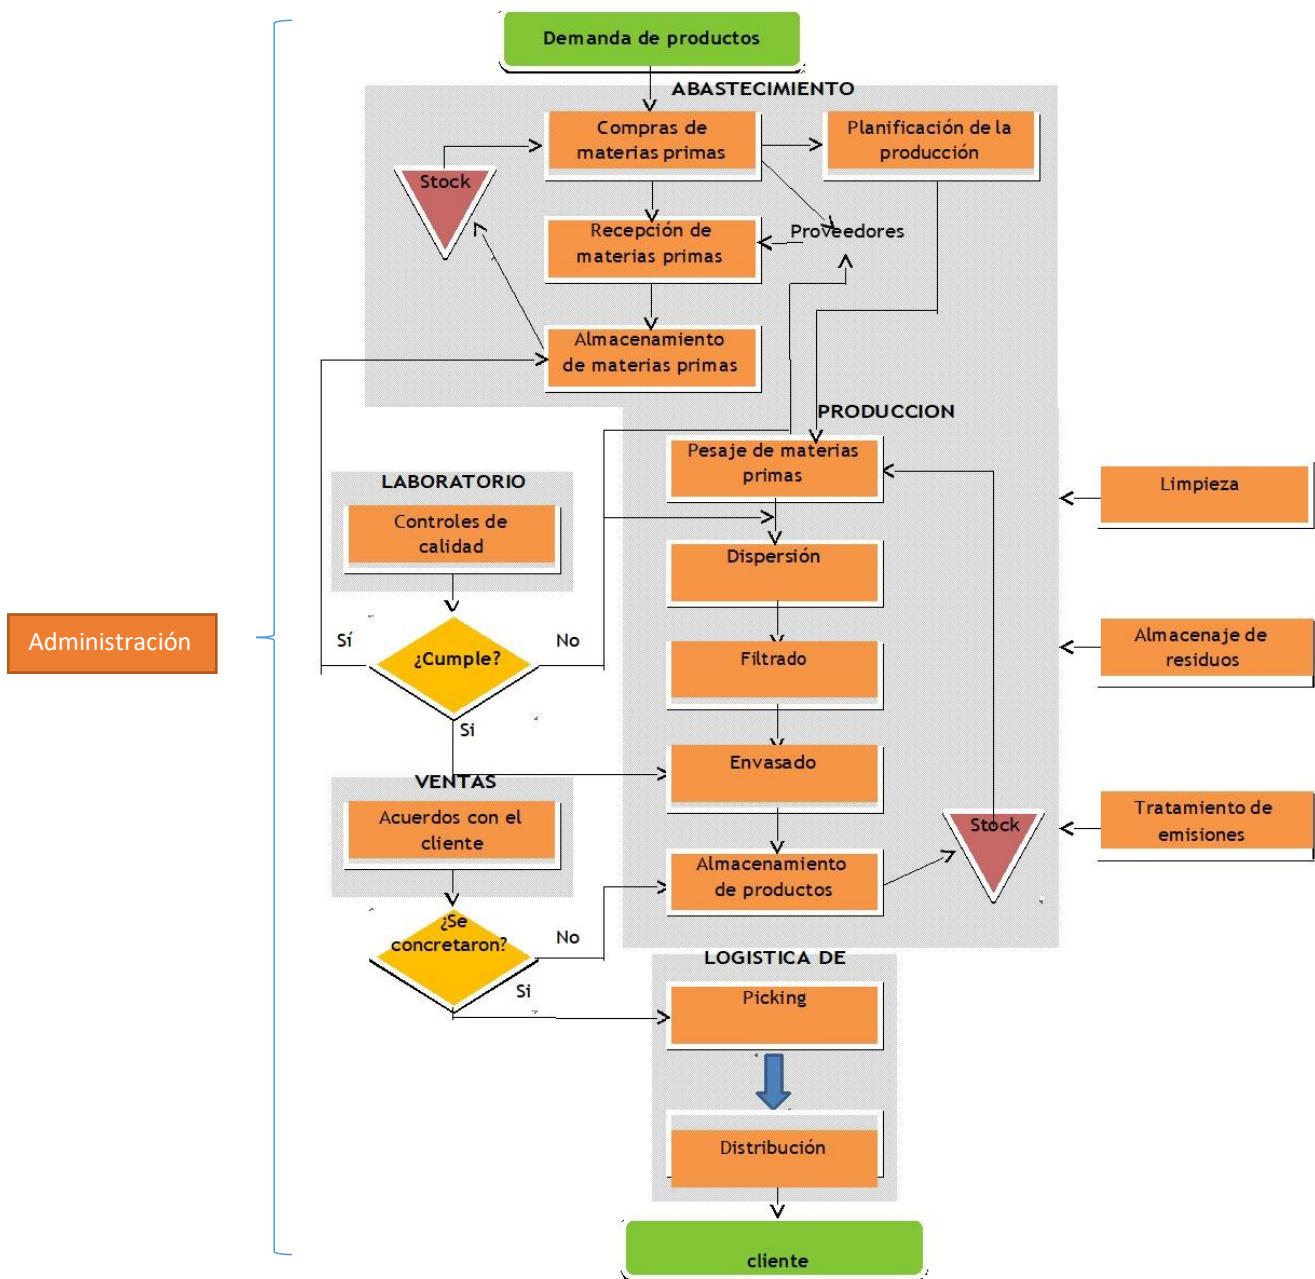 Demanda de productos
ABASTECIMIENTO
Compras de
materias primas
Planificación de la
producción
Stock
Recepción de
materias primas
Proveedores
Almacenamiento
de materias primas
PRODUCCION
Pesaje de materias
primas
LABORATORIO
Controles de
calidad
Limpieza
Dispersión
Administración
Sí
¿Cumple?
No
Filtrado
Almacenaje de
residuos
Si
Envasado
VENTAS
Acuerdos con el
cliente
Stock
Tratamiento de
emisiones
Almacenamiento
de productos
¿Se
concretaron?
No
LOGISTICA DE
Si
Picking
Distribución
cliente